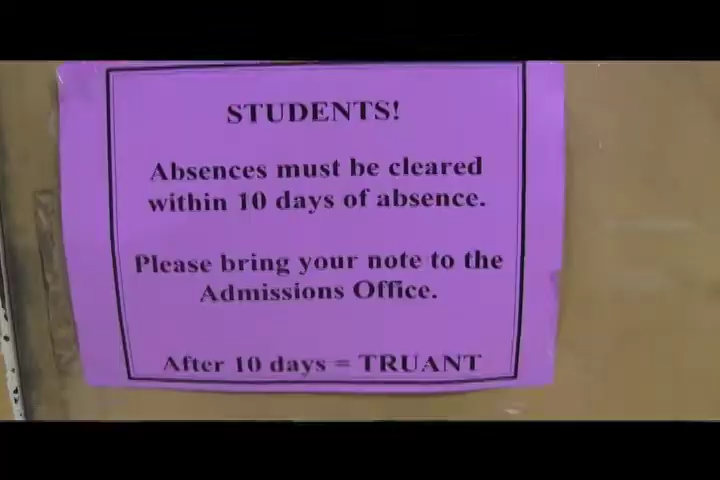 STUDENTS!
Absences must be cleared
within 10 days of absence.
Please bring your note to the
Admissions Office.
After 10 days = TRUANT